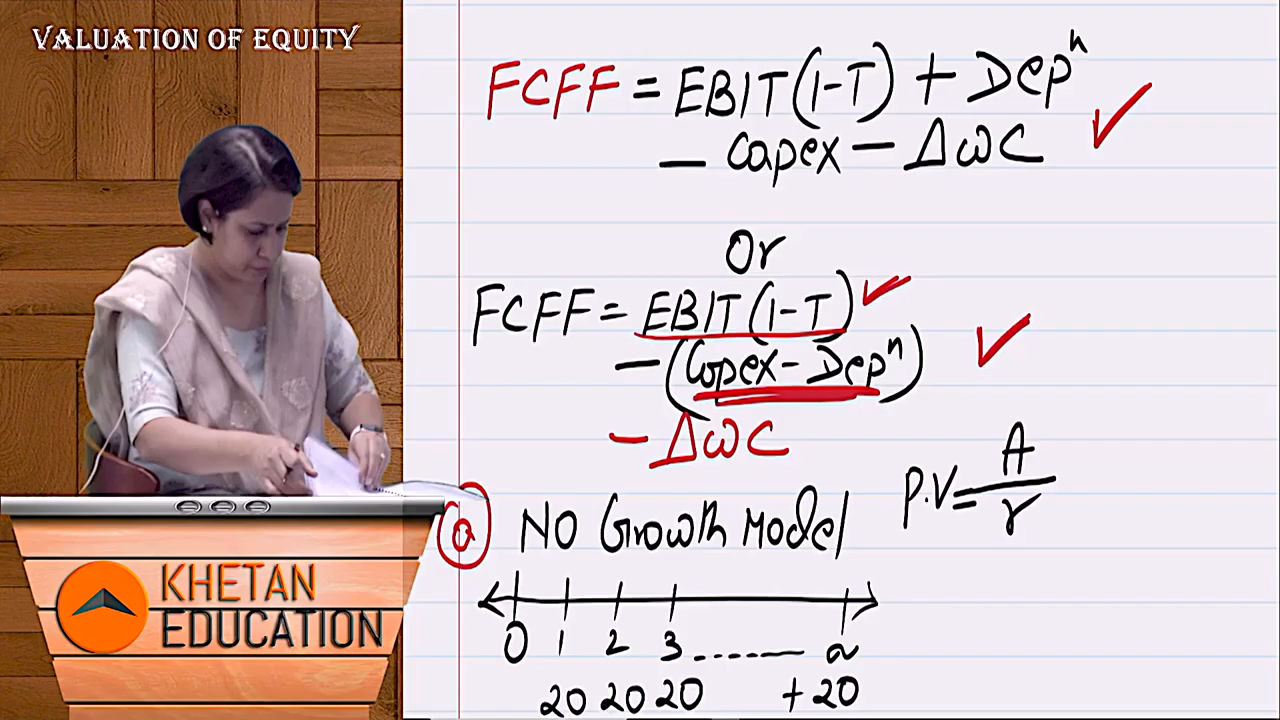 VALUATION OF EQUITY
FCFF = EBIT(1-T) + Depⁿ
- Capex - ΔWC
Or
FCFF = EBIT(1-T)
- (Capex - Depⁿ)
- ΔWC
a NO Growth Model
P.V = A/r
0 1 2 3 ------- α
20 20 20 + 20
KHETAN
EDUCATION